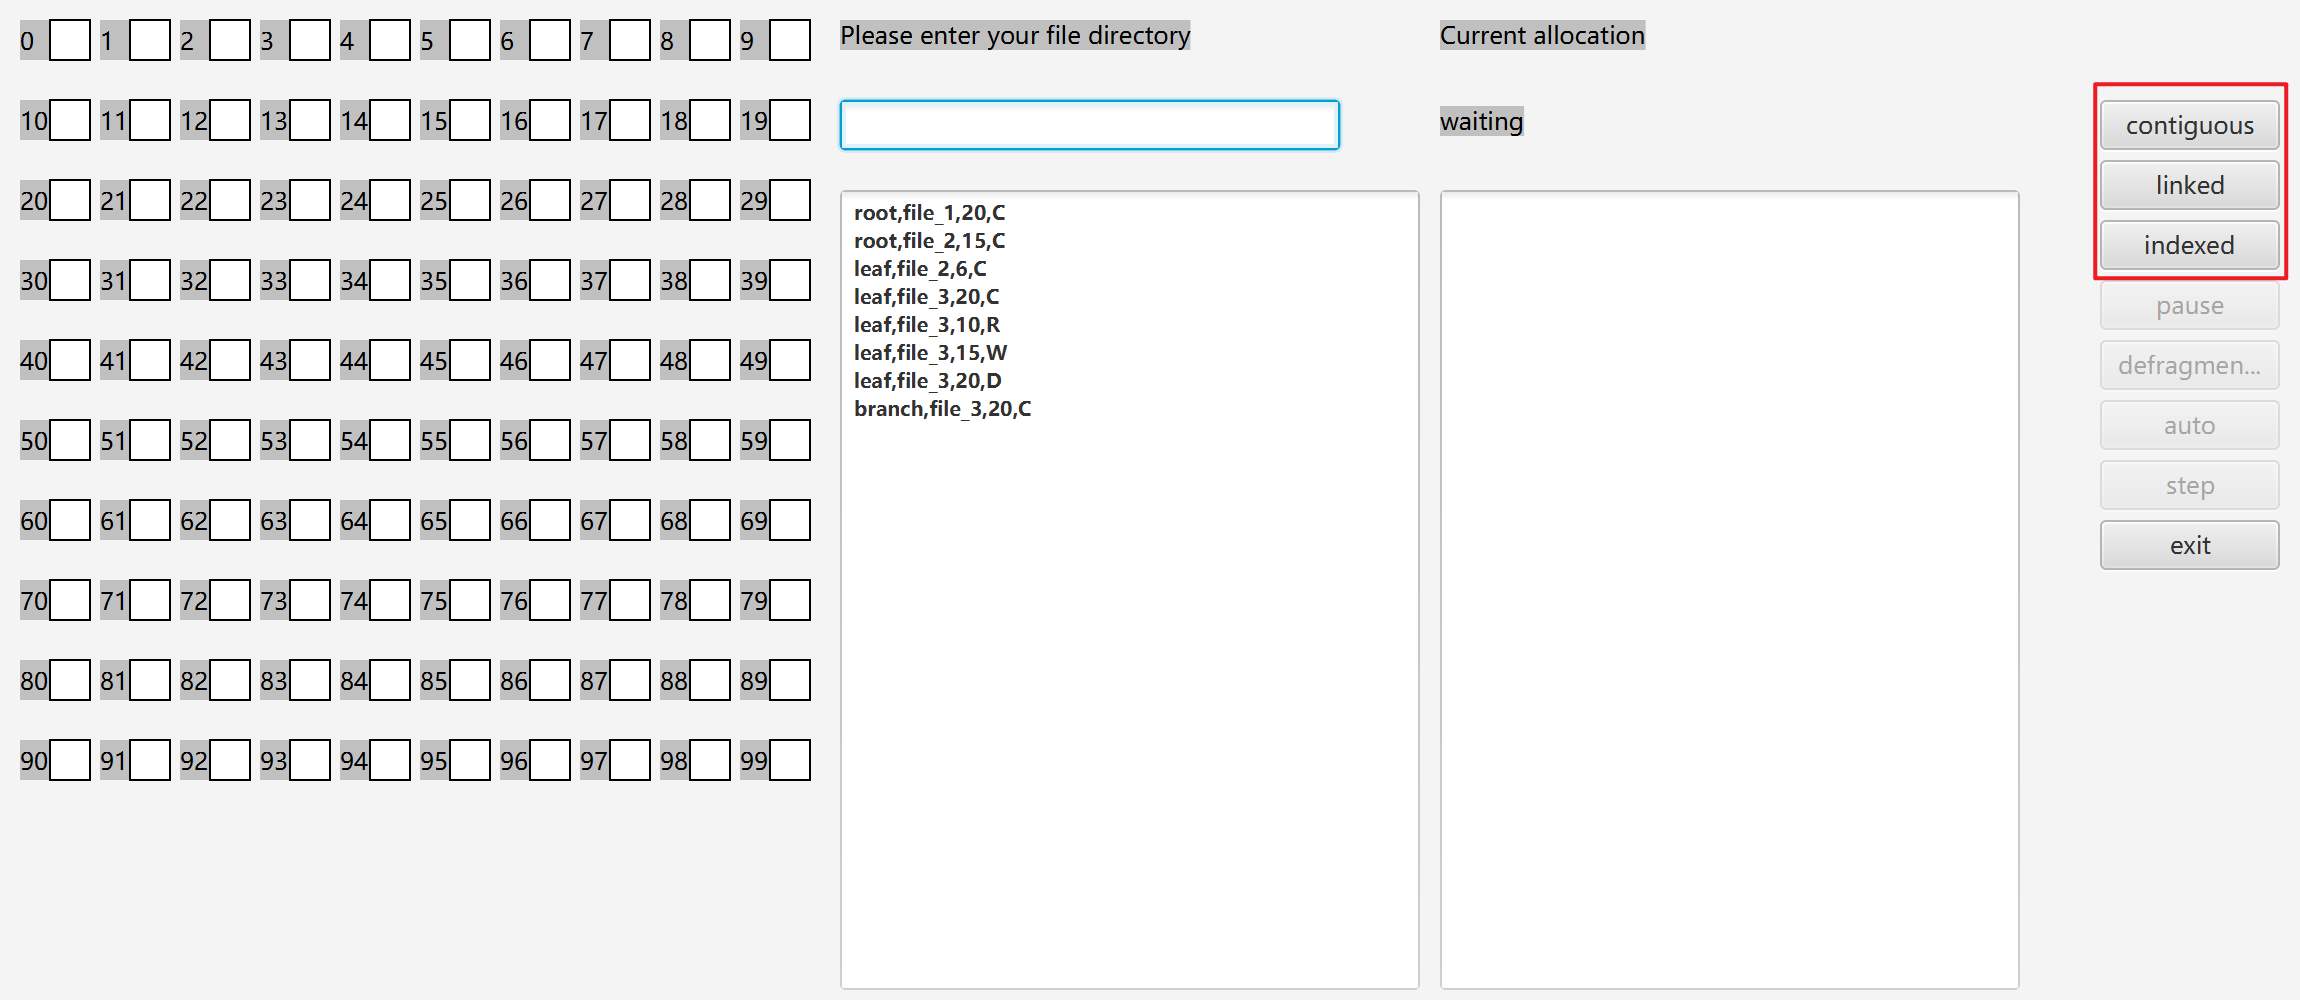 0 1 2 3 4 5 6 7 8 9
10 11 12 13 14 15 16 17 18 19
20 21 22 23 24 25 26 27 28 29
30 31 32 33 34 35 36 37 38 39
40 41 42 43 44 45 46 47 48 49
50 51 52 53 54 55 56 57 58 59
60 61 62 63 64 65 66 67 68 69
70 71 72 73 74 75 76 77 78 79
80 81 82 83 84 85 86 87 88 89
90 91 92 93 94 95 96 97 98 99
Please enter your file directory
root,file_1,20,C
root,file_2,15,C
leaf,file_2,6,C
leaf,file_3,20,C
leaf,file_3,10,R
leaf,file_3,15,W
leaf,file_3,20,D
branch,file_3,20,C
Current allocation
waiting
contiguous
linked
indexed
pause
defragmen...
auto
step
exit